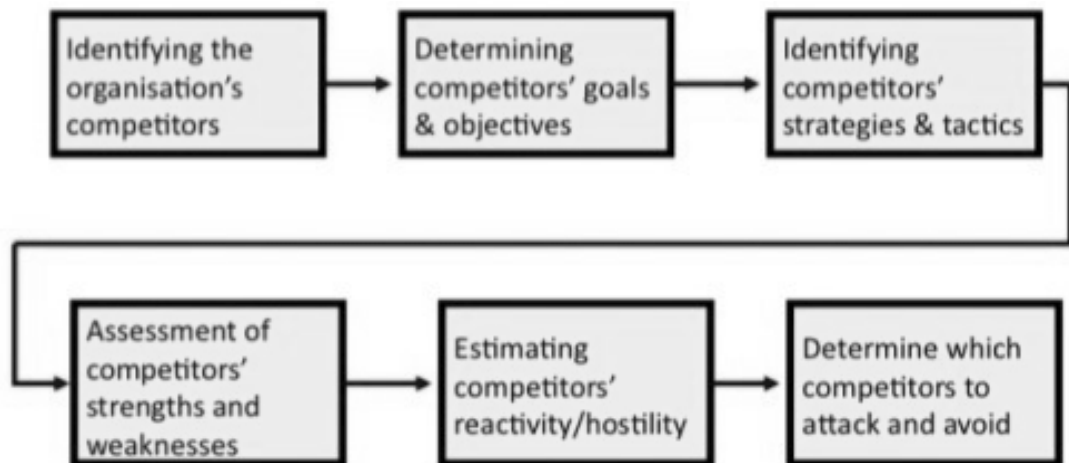 Identifying the
organisation's
competitors
Determining
competitors' goals
& objectives
Identifying
competitors'
strategies & tactics
Assessment of
competitors'
strengths and
weaknesses
Estimating
competitors'
reactivity/hostility
Determine which
competitors to
attack and avoid